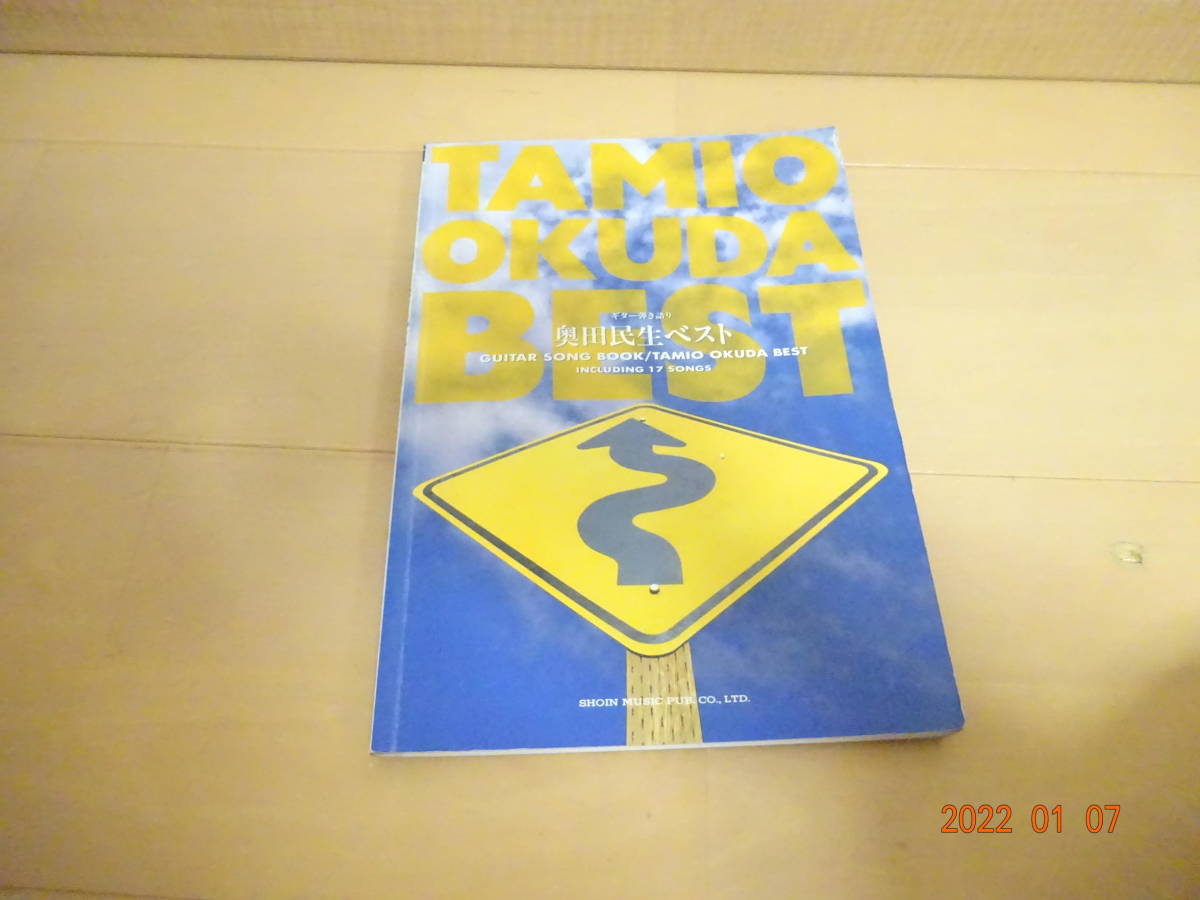 TAMIO
OKUDA
BEST
ギター弾き語り
奥田民生ベスト
GUITAR SONG BOOK/TAMIO OKUDA BEST
INCLUDING 17 SONGS
SHOIN MUSIC PUB. CO., LTD.
2022 01 07